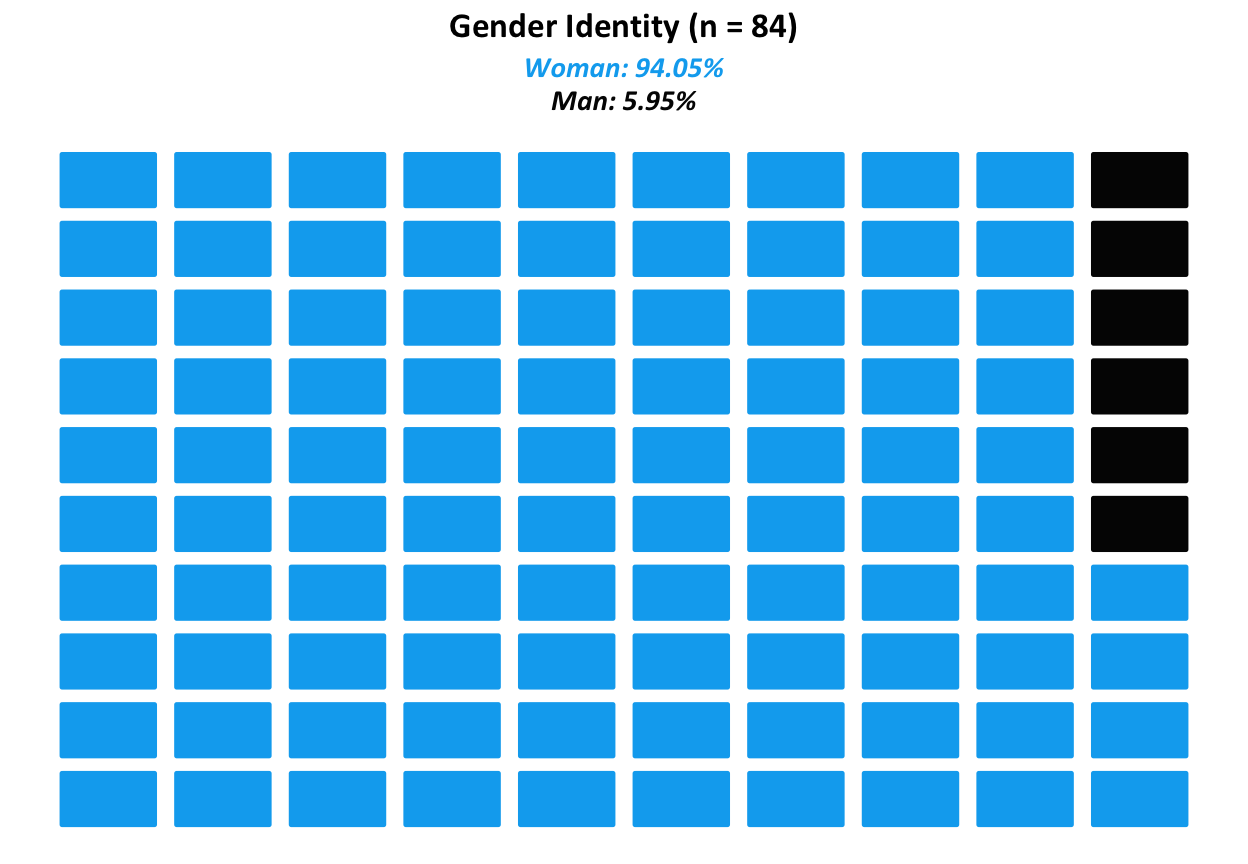 Gender Identity (n = 84)
Woman: 94.05%
Man: 5.95%